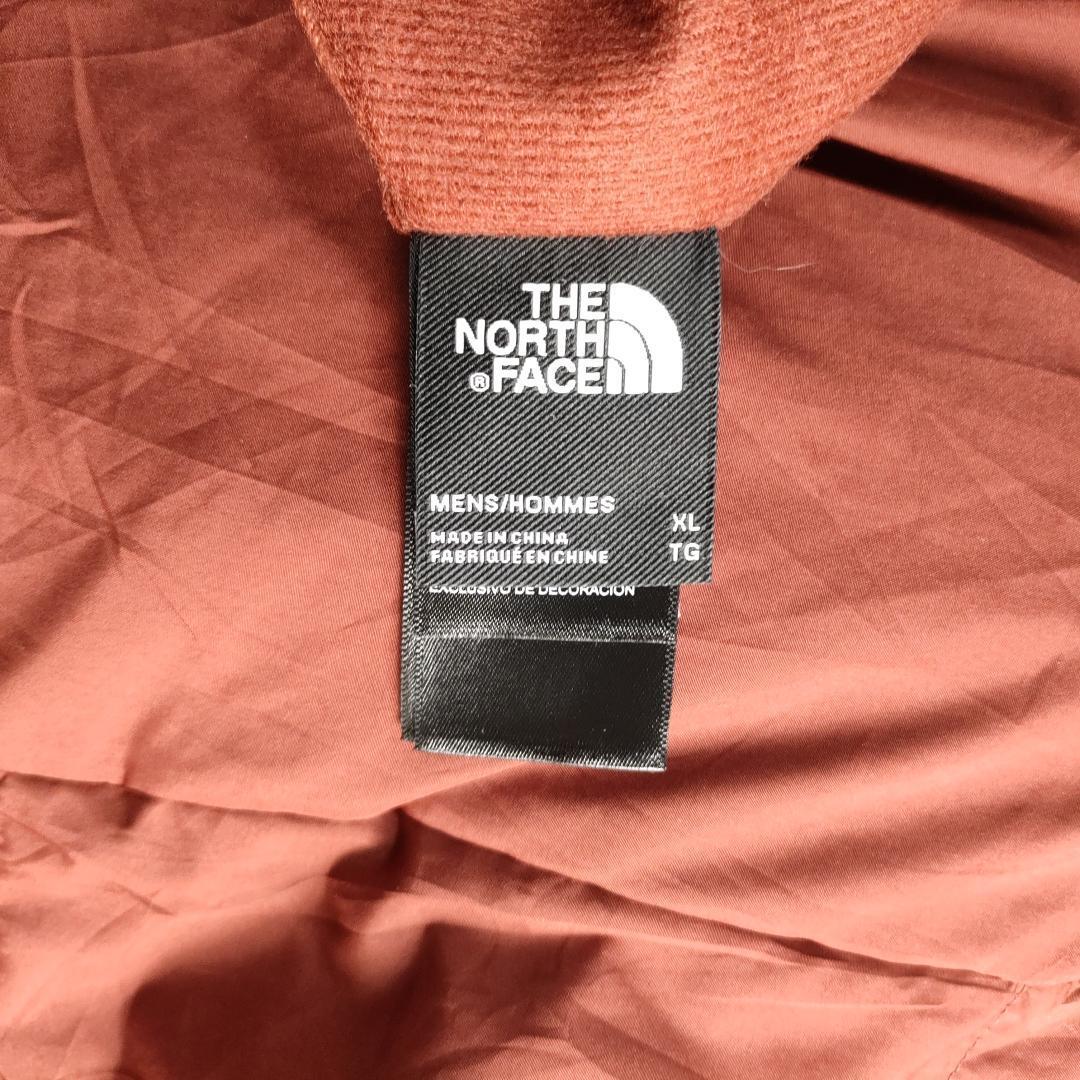 THE
NORTH
®FACE
MENS/HOMMES
XL
MADE IN CHINA
FABRIQUÉ EN CHINE
TG
EXCLUSIVO DE DECORACIÓN